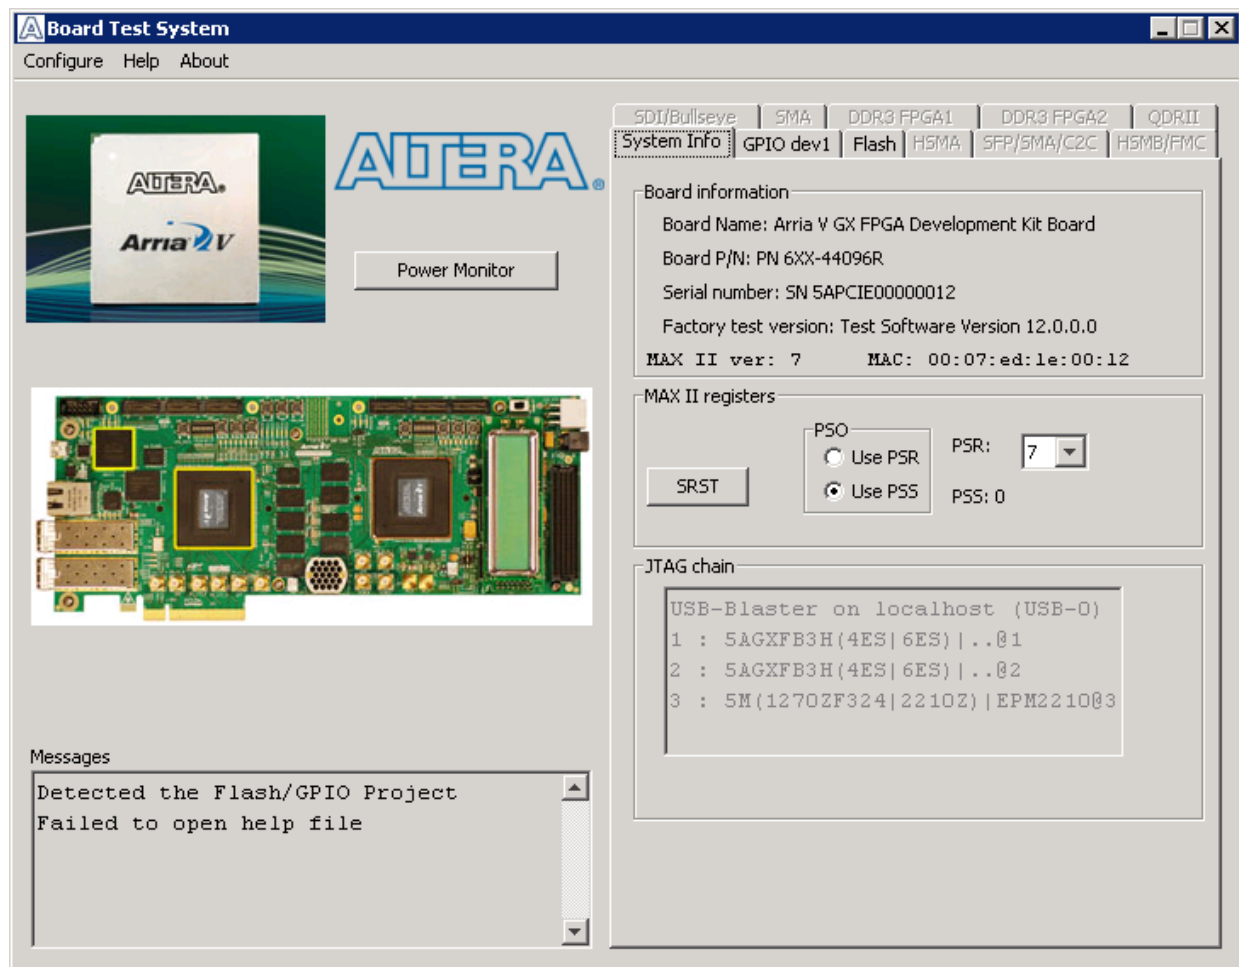 Board Test System
Configure Help About
ALTERA®
Arria V
ALTERA®
Power Monitor
Messages
Detected the Flash/GPIO Project
Failed to open help file
SDI/Bullseye SMA DDR3 FPGA1 DDR3 FPGA2 QDRII
System Info GPIO dev1 Flash HSMA SFP/SMA/C2C HSMB/FMC
Board information
Board Name: Arria V GX FPGA Development Kit Board
Board P/N: PN 6XX-44096R
Serial number: SN 5APCIE00000012
Factory test version: Test Software Version 12.0.0.0
MAX II ver: 7 MAC: 00:07:ed:1e:00:12
MAX II registers
SRST
PSO
Use PSR
Use PSS
PSR: 7
PSS: 0
JTAG chain
USB-Blaster on localhost (USB-0)
1 : 5AGXFB3H(4ES|6ES)|..@1
2 : 5AGXFB3H(4ES|6ES)|..@2
3 : 5M(1270ZF324|2210Z)|EPM2210@3